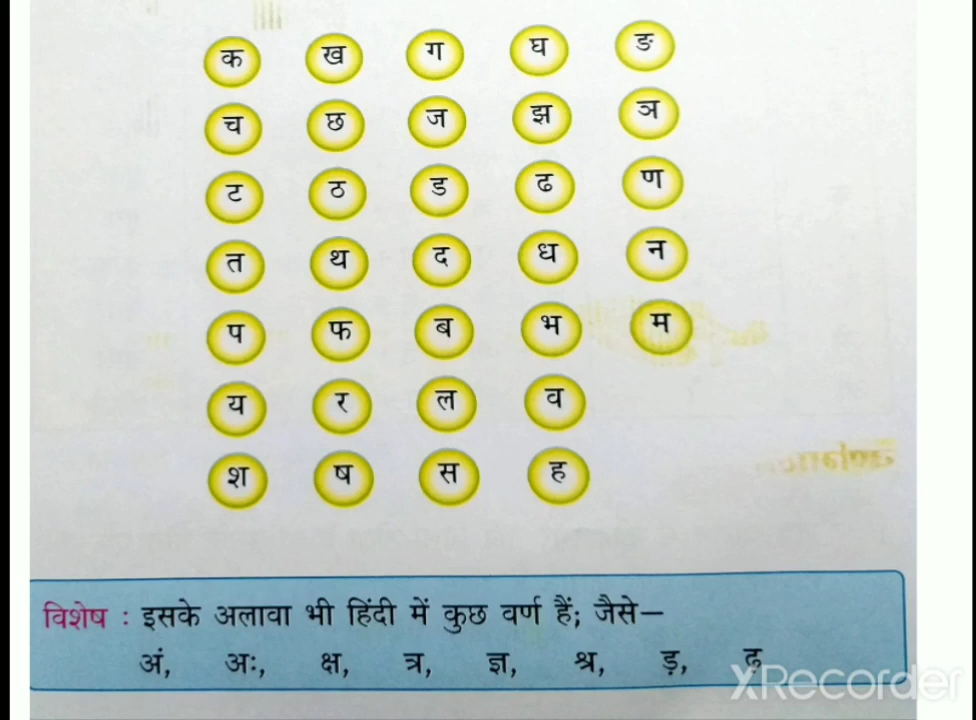 क ख ग घ ङ
च छ ज झ ञ
ट ठ ड ढ ण
त थ द ध न
प फ ब भ म
य र ल व
श ष स ह
विशेष : इसके अलावा भी हिंदी में कुछ वर्ण हैं; जैसे—
अं, अः, क्ष, त्र, ज्ञ, श्र, ड़, ढ़
XRecorder